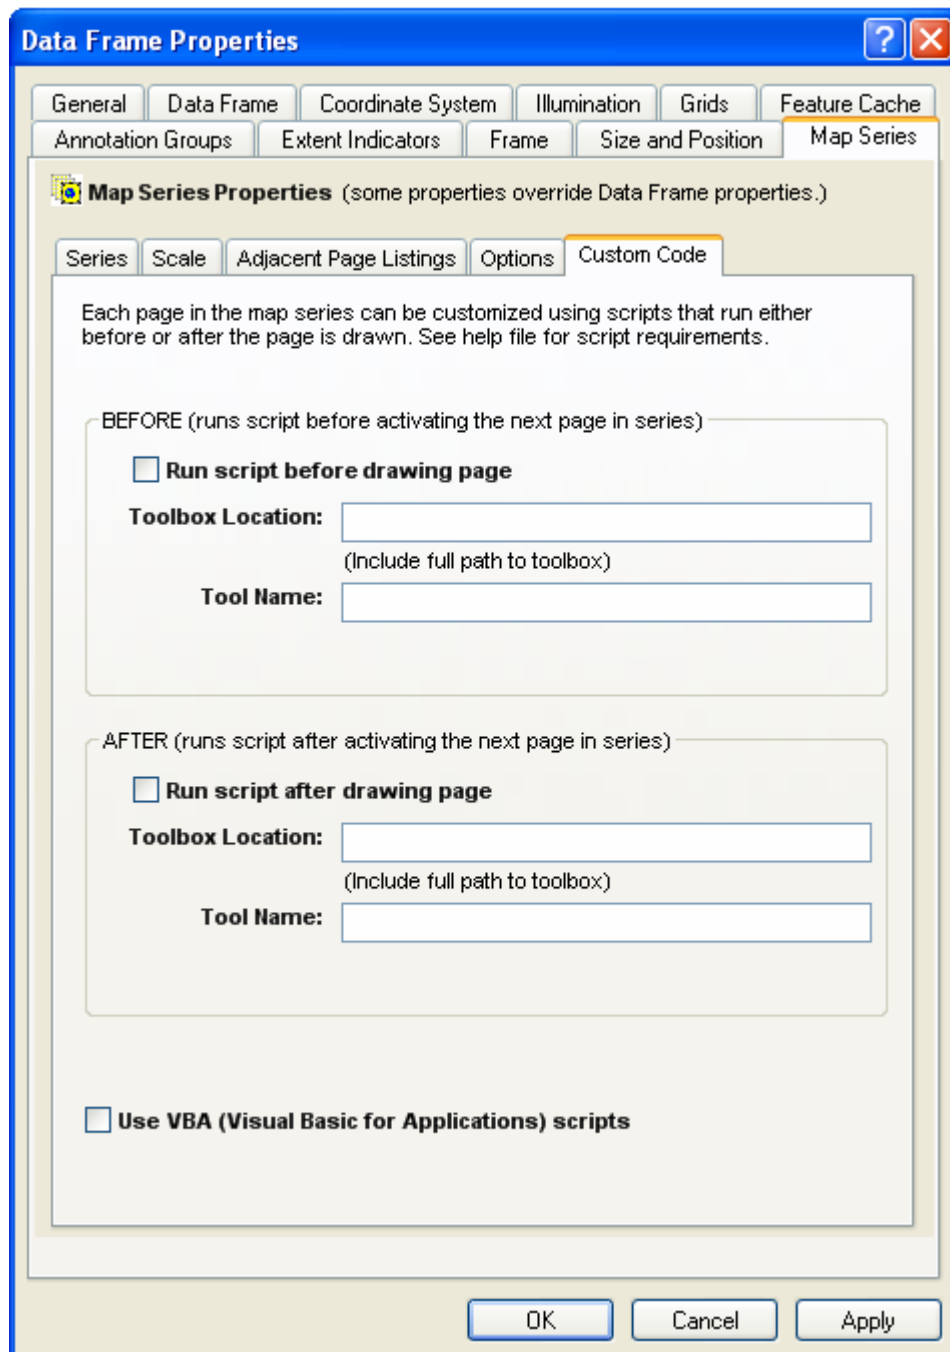 Data Frame Properties
?
General
Data Frame
Coordinate System
Illumination
Grids
Feature Cache
Annotation Groups
Extent Indicators
Frame
Size and Position
Map Series
Map Series Properties (some properties override Data Frame properties.)
Series
Scale
Adjacent Page Listings
Options
Custom Code
Each page in the map series can be customized using scripts that run either
before or after the page is drawn. See help file for script requirements.
BEFORE (runs script before activating the next page in series)
Run script before drawing page
Toolbox Location:
(Include full path to toolbox)
Tool Name:
AFTER (runs script after activating the next page in series)
Run script after drawing page
Toolbox Location:
(Include full path to toolbox)
Tool Name:
Use VBA (Visual Basic for Applications) scripts
OK
Cancel
Apply